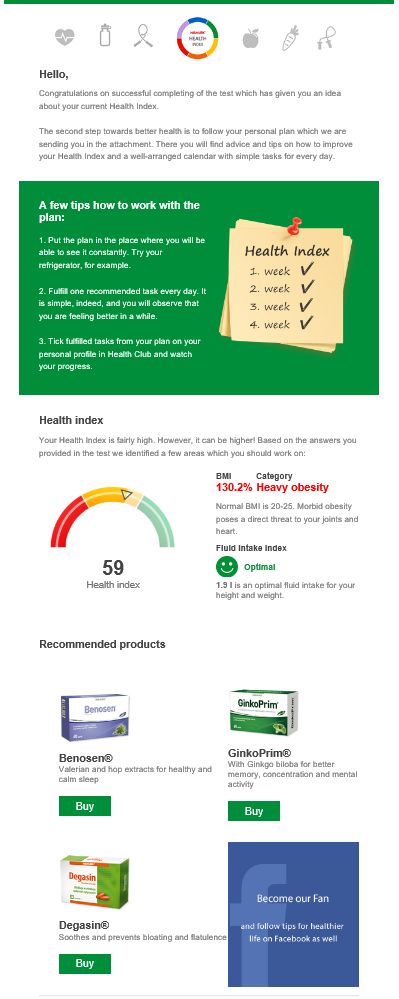 HEALTH
INDEX
Hello,
Congratulations on successful completing of the test which has given you an idea
about your current Health Index.
The second step towards better health is to follow your personal plan which we are
sending you in the attachment. There you will find advice and tips on how to improve
your Health Index and a well-arranged calendar with simple tasks for every day.
A few tips how to work with the
plan:
1. Put the plan in the place where you will be
able to see it constantly. Try your
refrigerator, for example.
2. Fulfill one recommended task every day. It
is simple, indeed, and you will observe that
you are feeling better in a while.
3. Tick fulfilled tasks from your plan on your
personal profile in Health Club and watch
your progress.
Health Index
1. week ✓
2. week ✓
3. week ✓
4. week ✓
Health index
Your Health Index is fairly high. However, it can be higher! Based on the answers you
provided in the test we identified a few areas which you should work on:
59
Health index
BMI Category
130.2% Heavy obesity
Normal BMI is 20-25. Morbid obesity
poses a direct threat to your joints and
heart.
Fluid Intake Index
Optimal
1.9 l is an optimal fluid intake for your
height and weight.
Recommended products
Benosen
Benosen®
Valerian and hop extracts for healthy and
calm sleep
Buy
GinkoPrim
GinkoPrim®
With Ginkgo biloba for better
memory, concentration and mental
activity
Buy
Degasin
Degasin®
Soothes and prevents bloating and flatulence
Buy
Become our Fan
and follow tips for healthier
life on Facebook as well